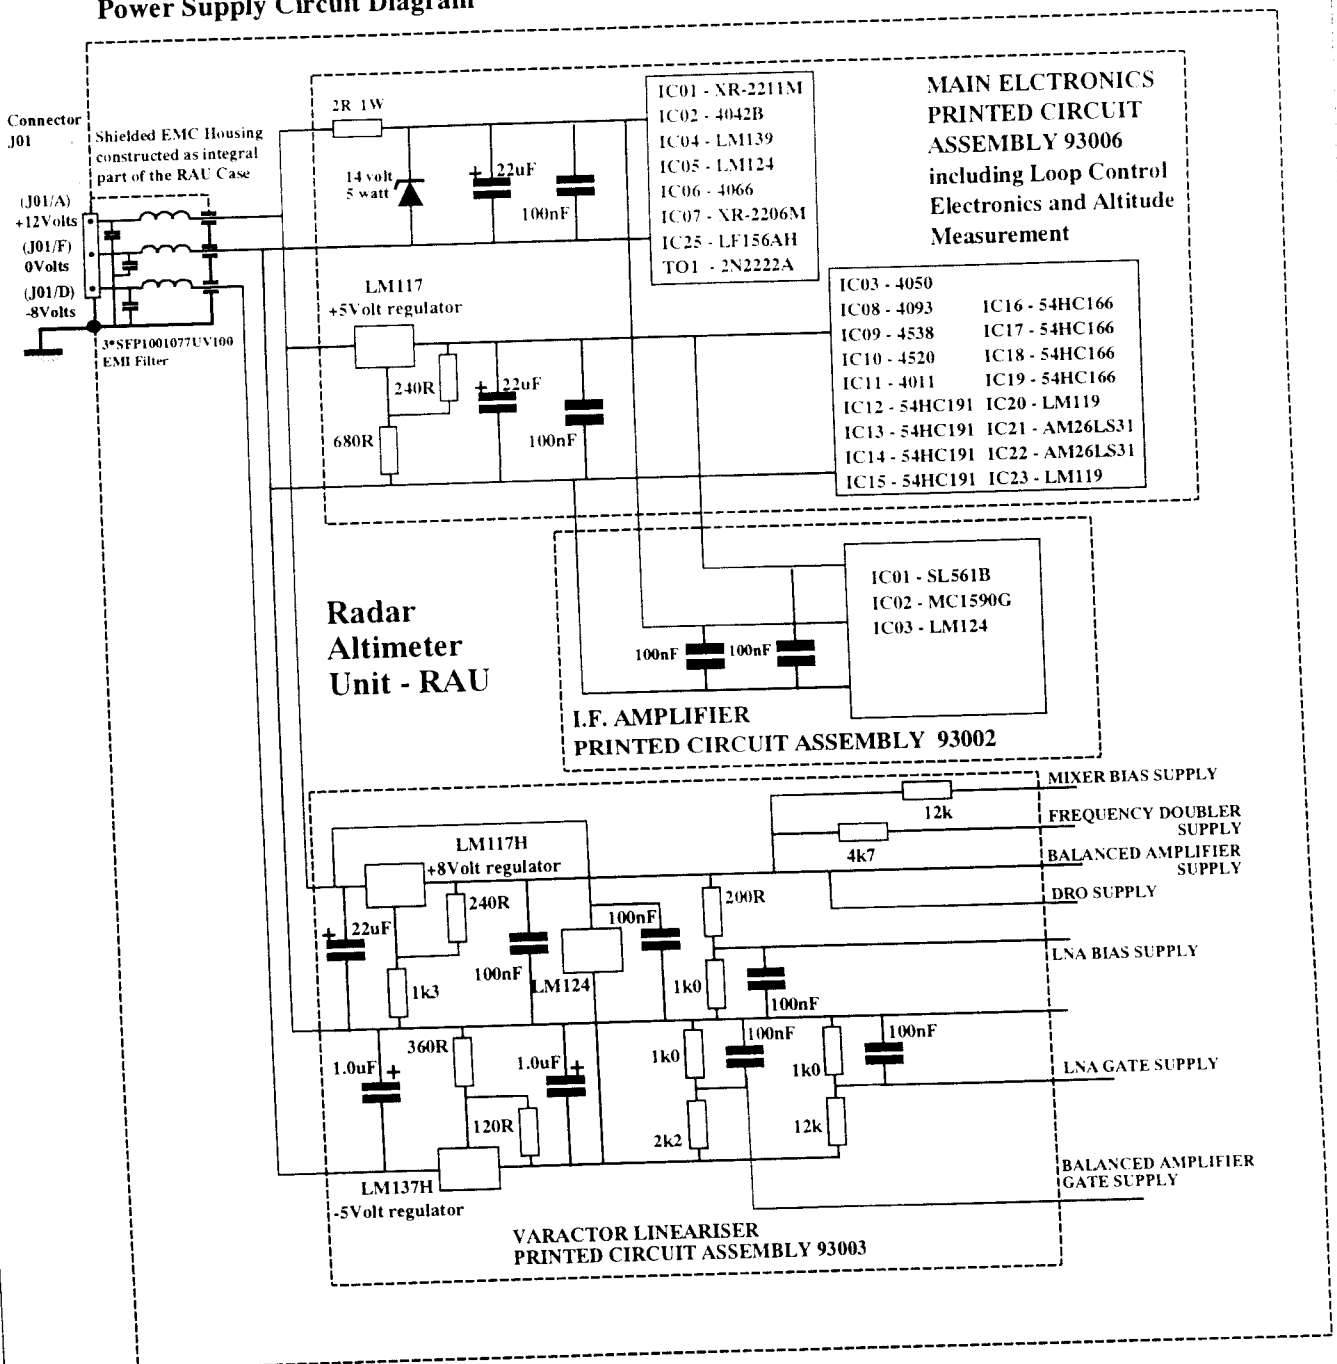 Power Supply Circuit Diagram
Connector
J01
Shielded EMC Housing
constructed as integral
part of the RAU Case
(J01/A)
+12Volts
(J01/F)
0Volts
(J01/D)
-8Volts
3*SFP1001077UV100
EMI Filter
2R 1W
14 volt
5 watt
+
22uF
100nF
IC01 - XR-2211M
IC02 - 4042B
IC04 - LM139
IC05 - LM124
IC06 - 4066
IC07 - XR-2206M
IC25 - LF156AH
TO1 - 2N2222A
MAIN ELCTRONICS
PRINTED CIRCUIT
ASSEMBLY 93006
including Loop Control
Electronics and Altitude
Measurement
LM117
+5Volt regulator
240R
680R
+
22uF
100nF
IC03 - 4050
IC08 - 4093 IC16 - 54HC166
IC09 - 4538 IC17 - 54HC166
IC10 - 4520 IC18 - 54HC166
IC11 - 4011 IC19 - 54HC166
IC12 - 54HC191 IC20 - LM119
IC13 - 54HC191 IC21 - AM26LS31
IC14 - 54HC191 IC22 - AM26LS31
IC15 - 54HC191 IC23 - LM119
Radar
Altimeter
Unit - RAU
IC01 - SL561B
IC02 - MC1590G
IC03 - LM124
100nF
100nF
I.F. AMPLIFIER
PRINTED CIRCUIT ASSEMBLY 93002
MIXER BIAS SUPPLY
12k
FREQUENCY DOUBLER
SUPPLY
4k7
BALANCED AMPLIFIER
SUPPLY
DRO SUPPLY
LNA BIAS SUPPLY
LM117H
+8Volt regulator
240R
+
22uF
1k3
100nF
LM124
100nF
200R
1k0
100nF
360R
1.0uF
+
1.0uF
+
120R
1k0
100nF
1k0
100nF
2k2
12k
LNA GATE SUPPLY
LM137H
-5Volt regulator
BALANCED AMPLIFIER
GATE SUPPLY
VARACTOR LINEARISER
PRINTED CIRCUIT ASSEMBLY 93003